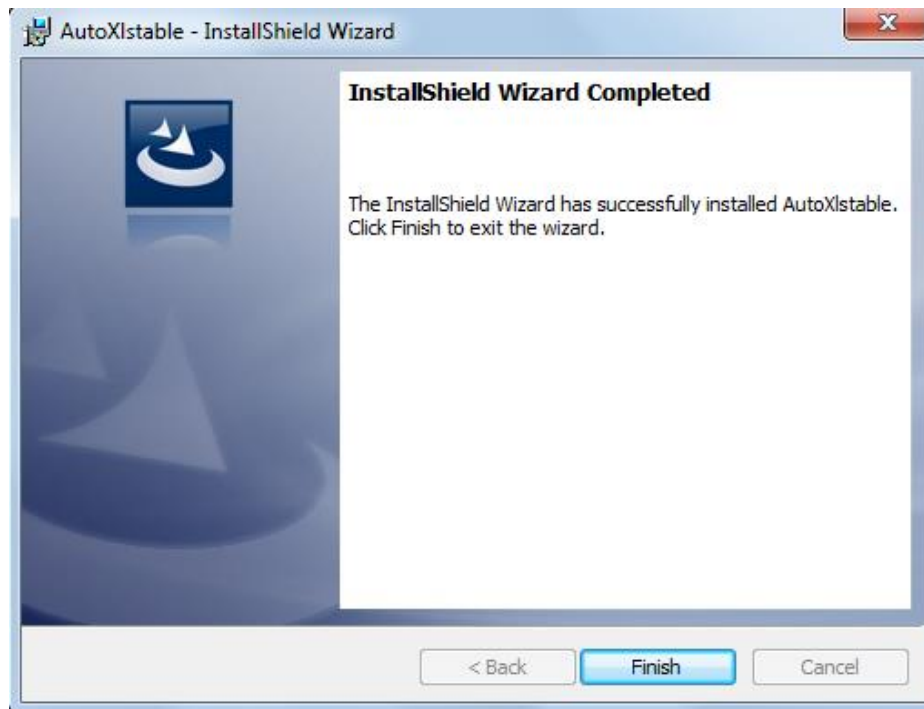 AutoXlstable - InstallShield Wizard
InstallShield Wizard Completed
The InstallShield Wizard has successfully installed AutoXlstable.
Click Finish to exit the wizard.
< Back
Finish
Cancel